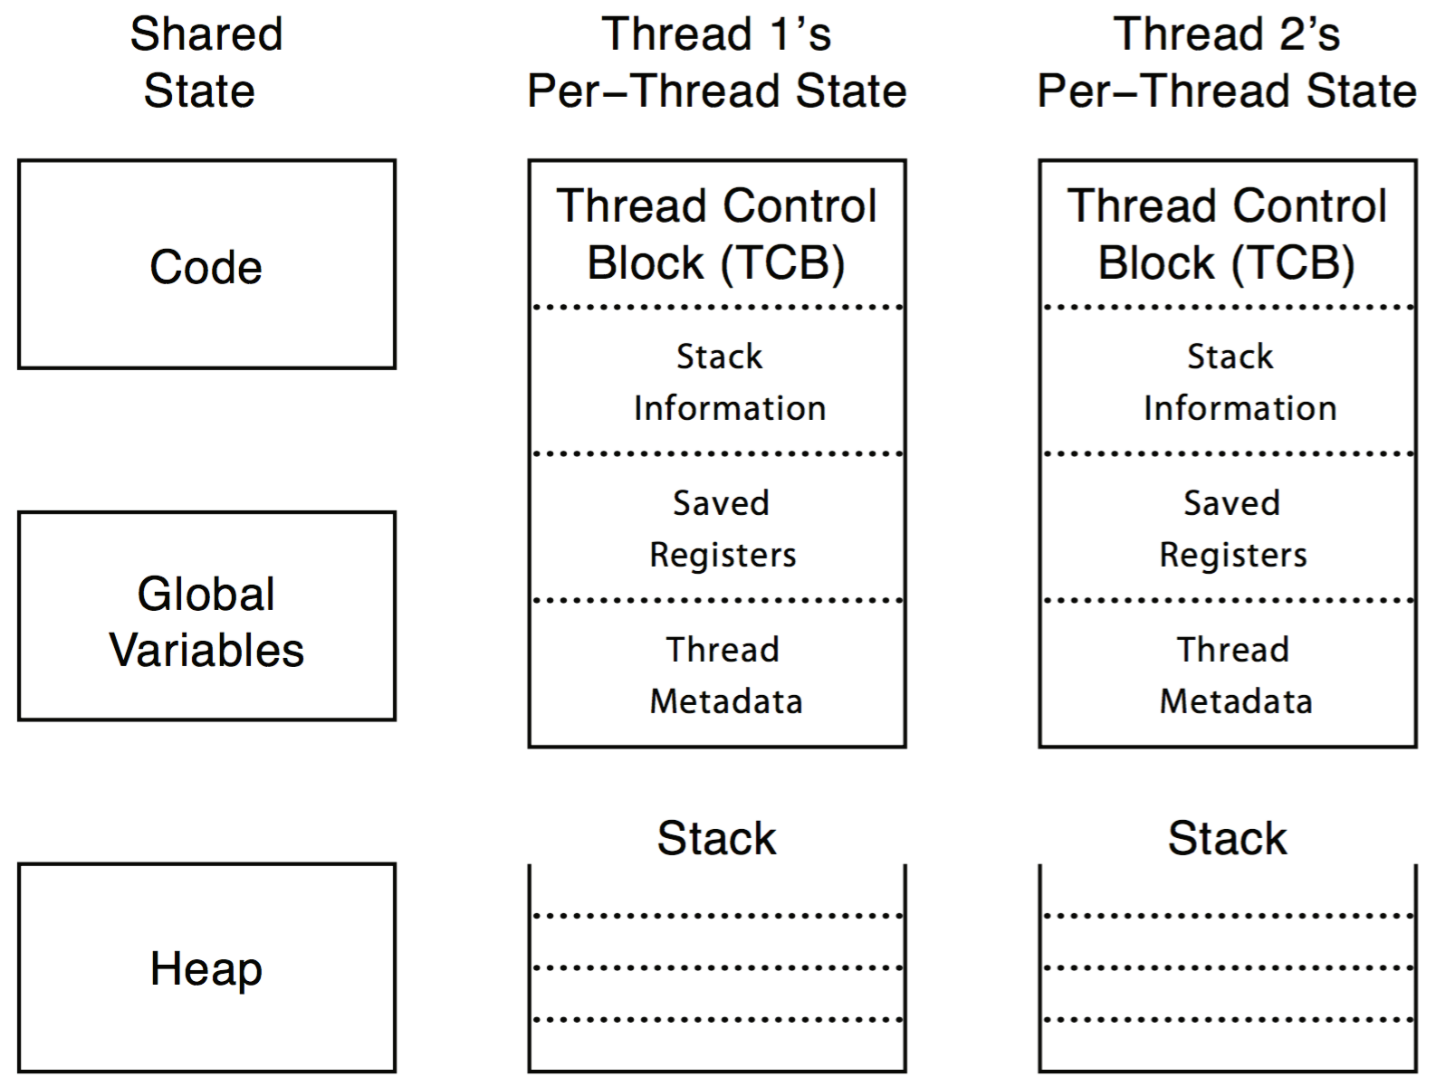 Shared
State
Code
Global
Variables
Heap
Thread 1’s
Per–Thread State
Thread Control
Block (TCB)
Stack
Information
Saved
Registers
Thread
Metadata
Stack
Thread 2’s
Per–Thread State
Thread Control
Block (TCB)
Stack
Information
Saved
Registers
Thread
Metadata
Stack